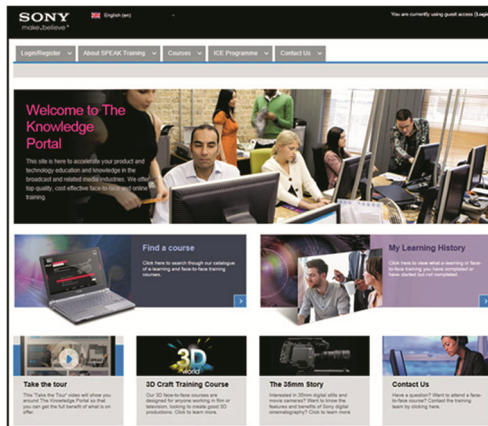 SONY
make.believe
English (en)
You are currently using guest access (Login
Login/Register
About SPEAK Training
Courses
ICE Programme
Contact Us
Welcome to The
Knowledge
Portal
This site is here to accelerate your product and
technology education and knowledge in the
broadcast and related media industries. We offer
top-quality, cost effective face-to-face and online
training.
Find a course
Click here to search though our catalogue
of e-learning and face-to-face training
courses.
My Learning History
Click here to view what e-learning or face-
to-face training you have completed or
have started but not completed.
3D
world
Take the tour
This "Take the Tour" video will show you
around The Knowledge Portal so that
you can get the full benefit of what is on
offer.
3D Craft Training Course
Our 3D face-to-face courses are
designed for anyone working in film or
television, looking to create good 3D
productions. Click to learn more.
The 35mm Story
Interested in 35mm digital stills and
movie cameras? Want to know the
features and benefits of Sony digital
cinematography? Click to learn more
Contact Us
Have a question? Want to attend a face-
to-face course? Contact the training
team by clicking here.